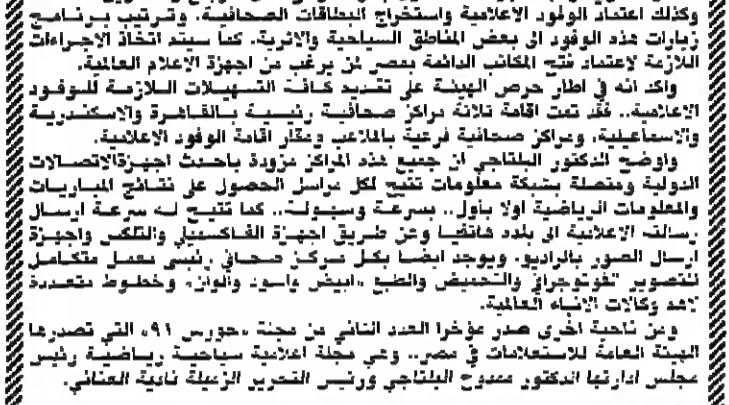 وكذلك اعتماد الوفود الاعلامية واستخراج البطاقات الصحافية، وترتيب برنامج
زيارات هذه الوفود الى بعض المناطق السياحية والاثرية. كما سيتم اتخاذ الاجراءات
اللازمة لإعتماد فتح المكاتب الدائمة بمصر لمن يرغب من اجهزة الاعلام العالمية.
واكد انه في اطار حرص الهيئة على تقديم كافة التسهيلات اللازمة للوفود
الاعلامية.. فقد تمت اقامة ثلاثة مراكز صحافية رئيسية بالقاهرة والاسكندرية
والاسماعيلية، ومراكز صحافية فرعية بالملاعب ومقار اقامة الوفود الاعلامية.
واوضح الدكتور البلتاجي ان جميع هذه المراكز مزودة باحدث اجهزة الاتصالات
الدولية ومتصلة بشبكة معلومات تتيح لكل مراسل الحصول على نتائج المباريات
والمعلومات الرياضية اولا بأول.. بسرعة وسهولة.. كما تتيح له سرعة ارسال
رسالته الاعلامية الى بلده هاتفيا وعن طريق اجهزة الفاكسميلي والتلكس واجهزة
ارسال الصور بالراديو. ويوجد ايضا بكل مركز صحافي رئيسي معمل متكامل
للتصوير الفوتوجرافي والتحميض والطبع «ابيض واسود والوان» وخطوط متعددة
لاهم وكالات الانباء العالمية.
ومن ناحية اخرى صدر مؤخرا العدد الثاني من مجلة «حورس ٩١» التي تصدرها
الهيئة العامة للاستعلامات في مصر.. وهي مجلة اعلامية سياحية رياضية رئيس
مجلس ادارتها الدكتور ممدوح البلتاجي ورئيس التحرير الزميلة نادية العناني.